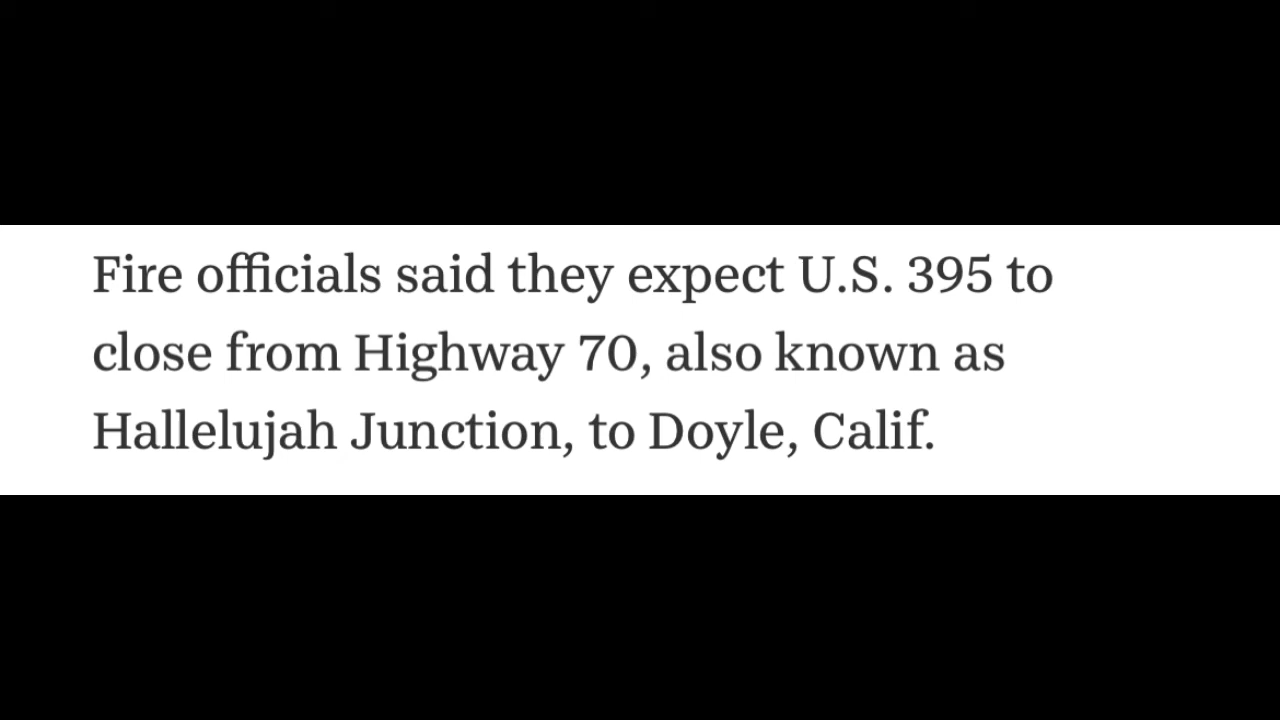 Fire officials said they expect U.S. 395 to
close from Highway 70, also known as
Hallelujah Junction, to Doyle, Calif.